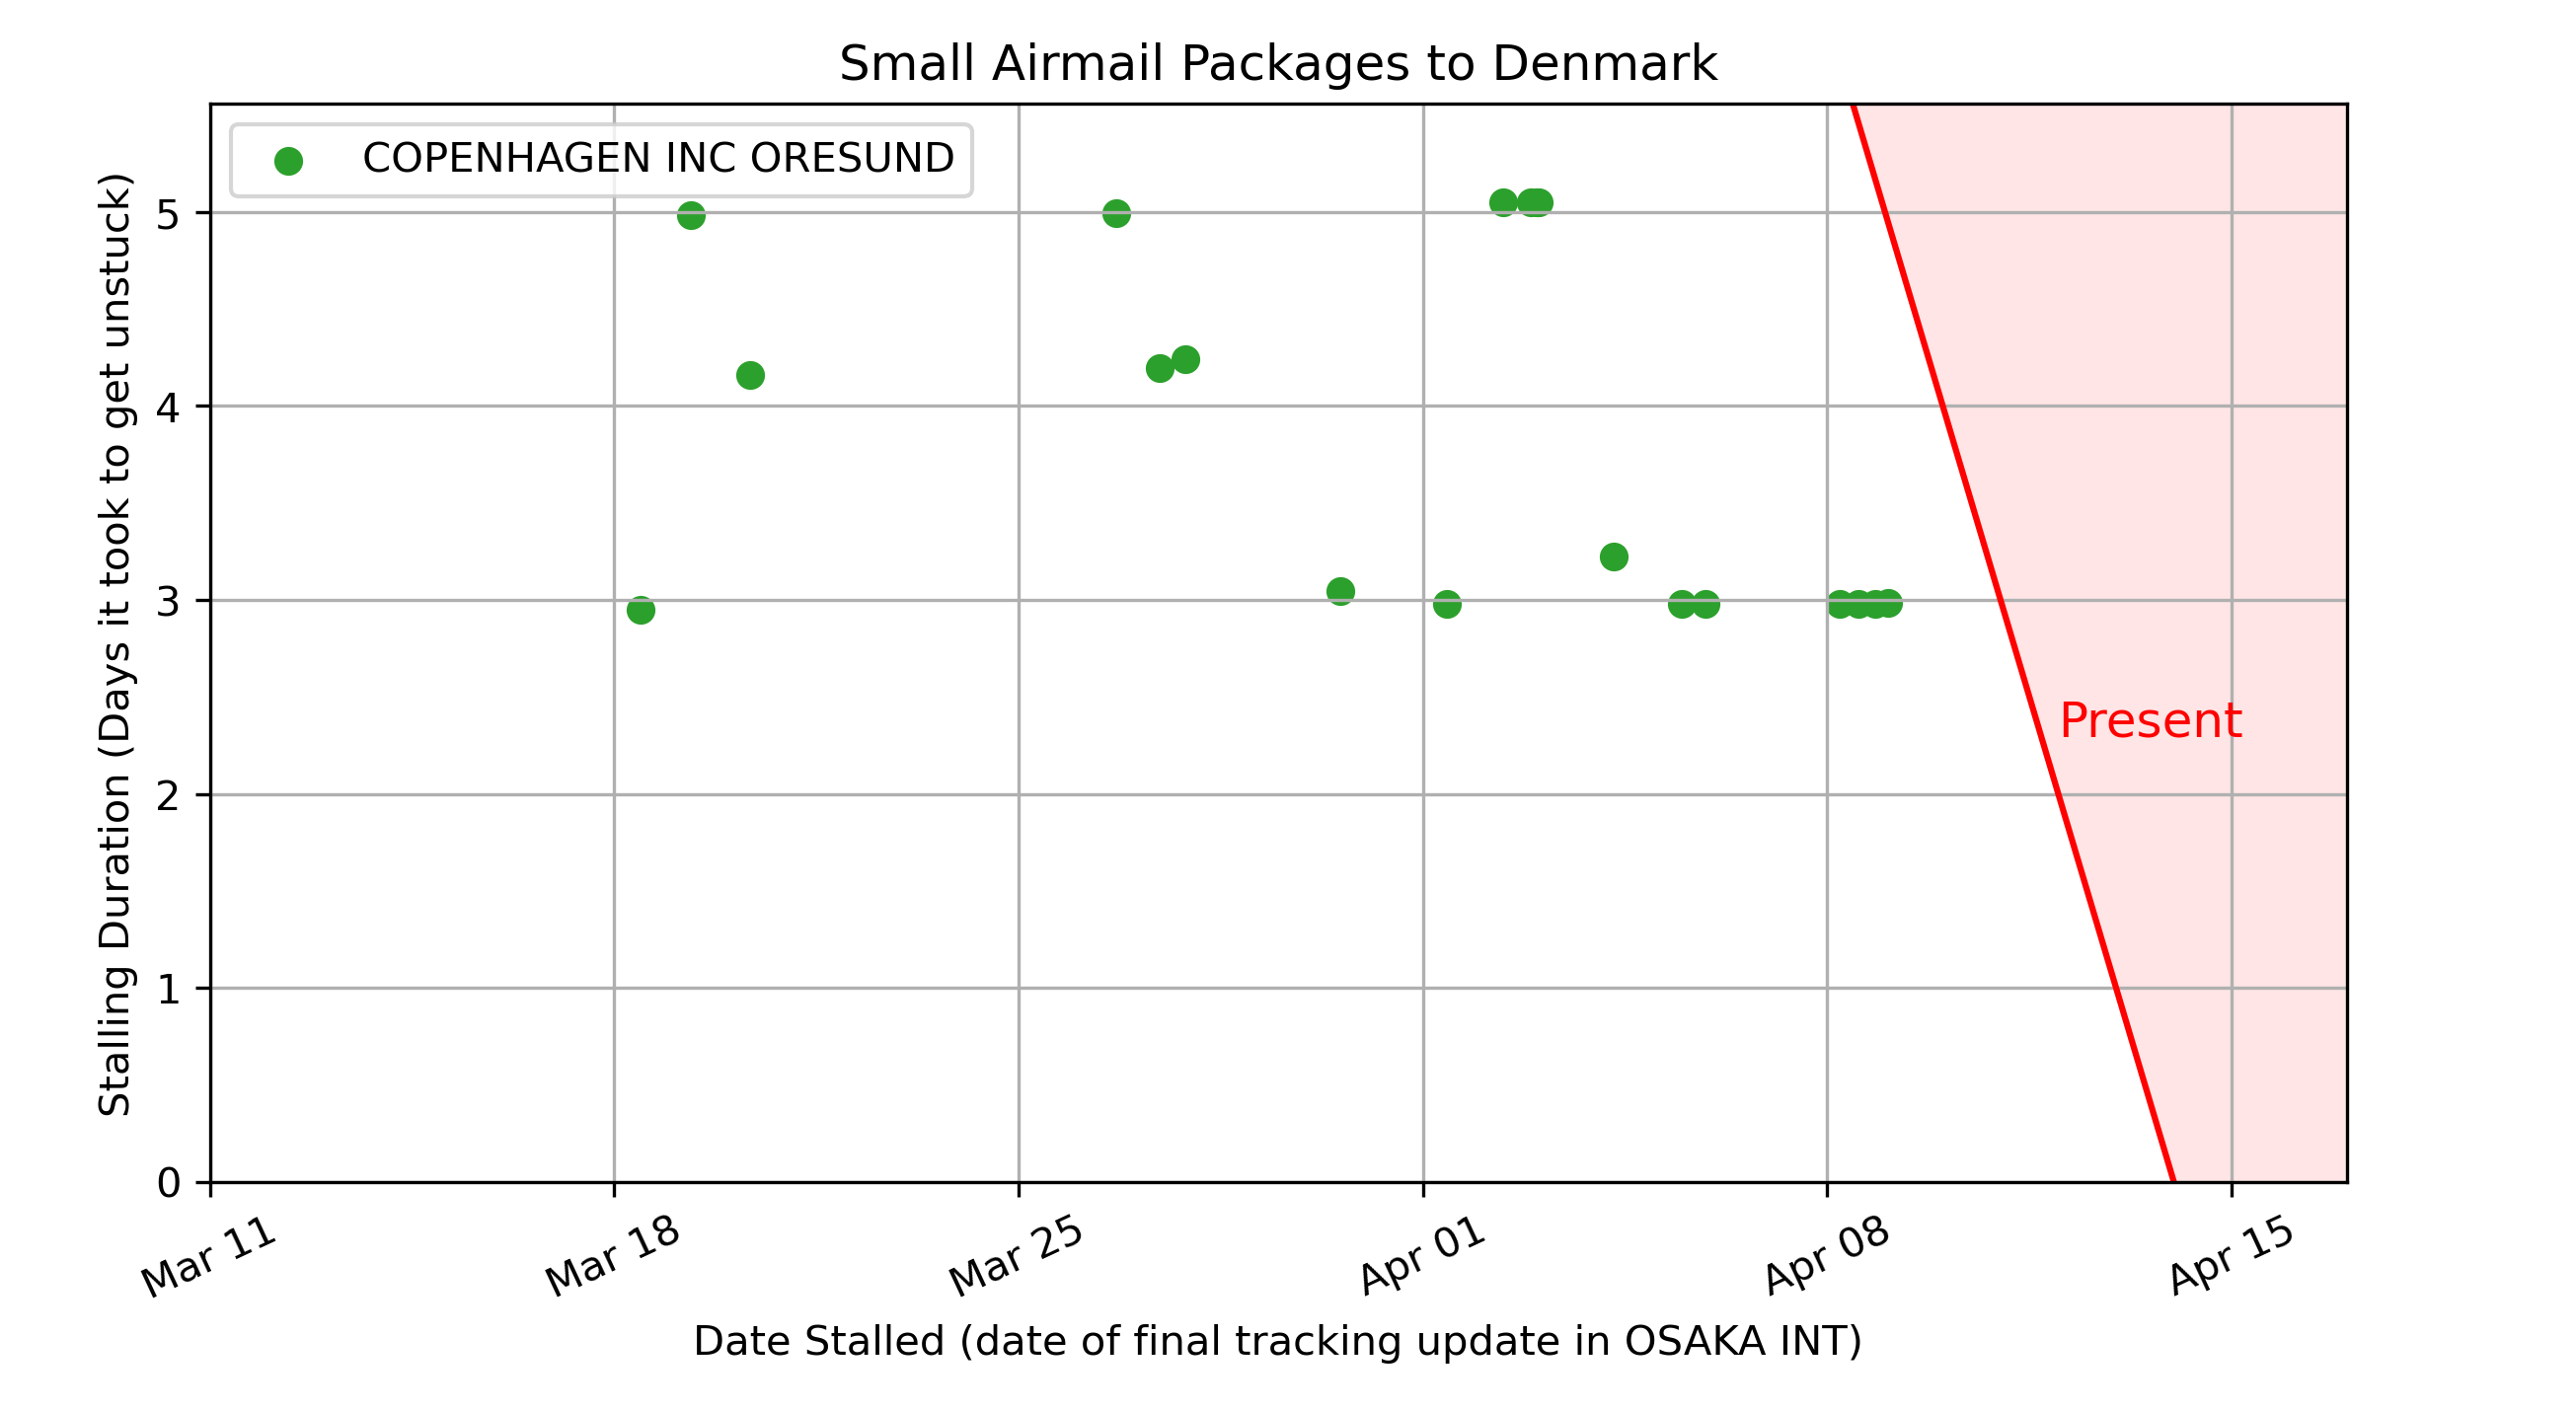 Small Airmail Packages to Denmark
COPENHAGEN INC ORESUND
Stalling Duration (Days it took to get unstuck)
5
4
3
2
1
0
Present
Mar 11
Mar 18
Mar 25
Apr 01
Apr 08
Apr 15
Date Stalled (date of final tracking update in OSAKA INT)